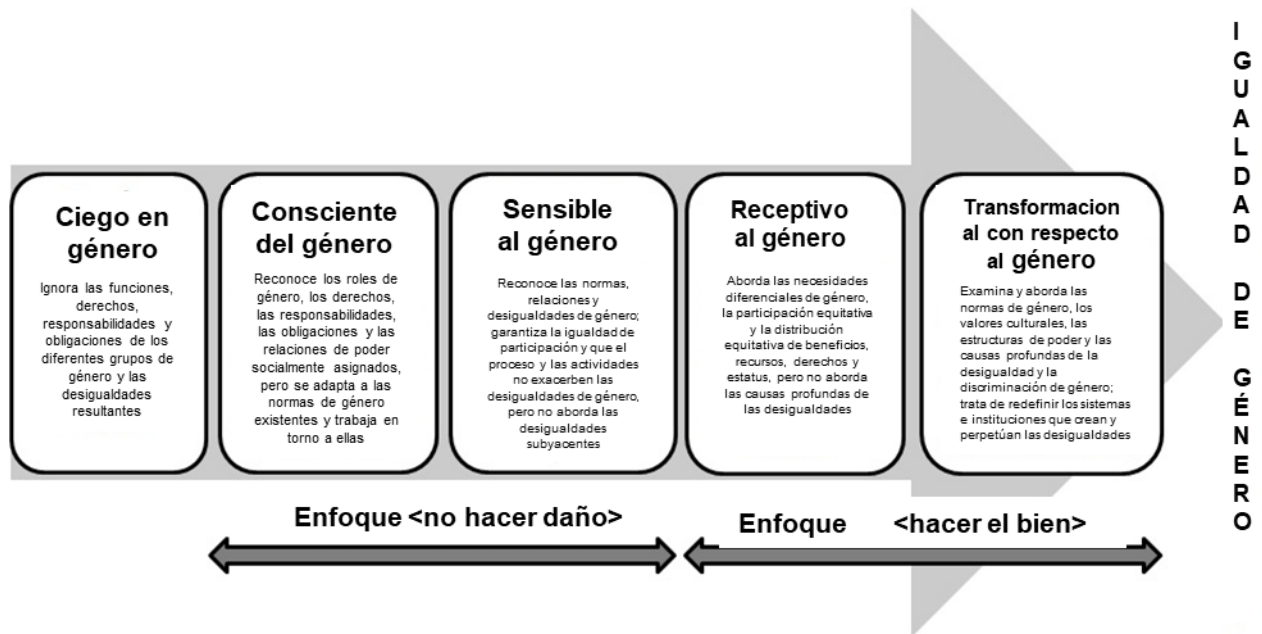 Ciego en
género
Ignora las funciones,
derechos,
responsabilidades y
obligaciones de los
diferentes grupos de
género y las
desigualdades
resultantes
Consciente
del género
Reconoce los roles de
género, los derechos,
las responsabilidades,
las obligaciones y las
relaciones de poder
socialmente asignados,
pero se adapta a las
normas de género
existentes y trabaja en
torno a ellas
Sensible
al género
Reconoce las normas,
relaciones y
desigualdades de género;
garantiza la igualdad de
participación y que el
proceso y las actividades
no exacerben las
desigualdades de género,
pero no aborda las
desigualdades
subyacentes
Receptivo
al género
Aborda las necesidades
diferenciales de género,
la participación equitativa
y la distribución
equitativa de beneficios,
recursos, derechos y
estatus, pero no aborda
las causas profundas de
las desigualdades
Transformacion
al con respecto
al género
Examina y aborda las
normas de género, los
valores culturales, las
estructuras de poder y las
causas profundas de la
desigualdad y la
discriminación de género;
trata de redefinir los sistemas
e instituciones que crean y
perpetúan las desigualdades
Enfoque <no hacer daño>
Enfoque <hacer el bien>
IGUALDAD DE GÉNERO